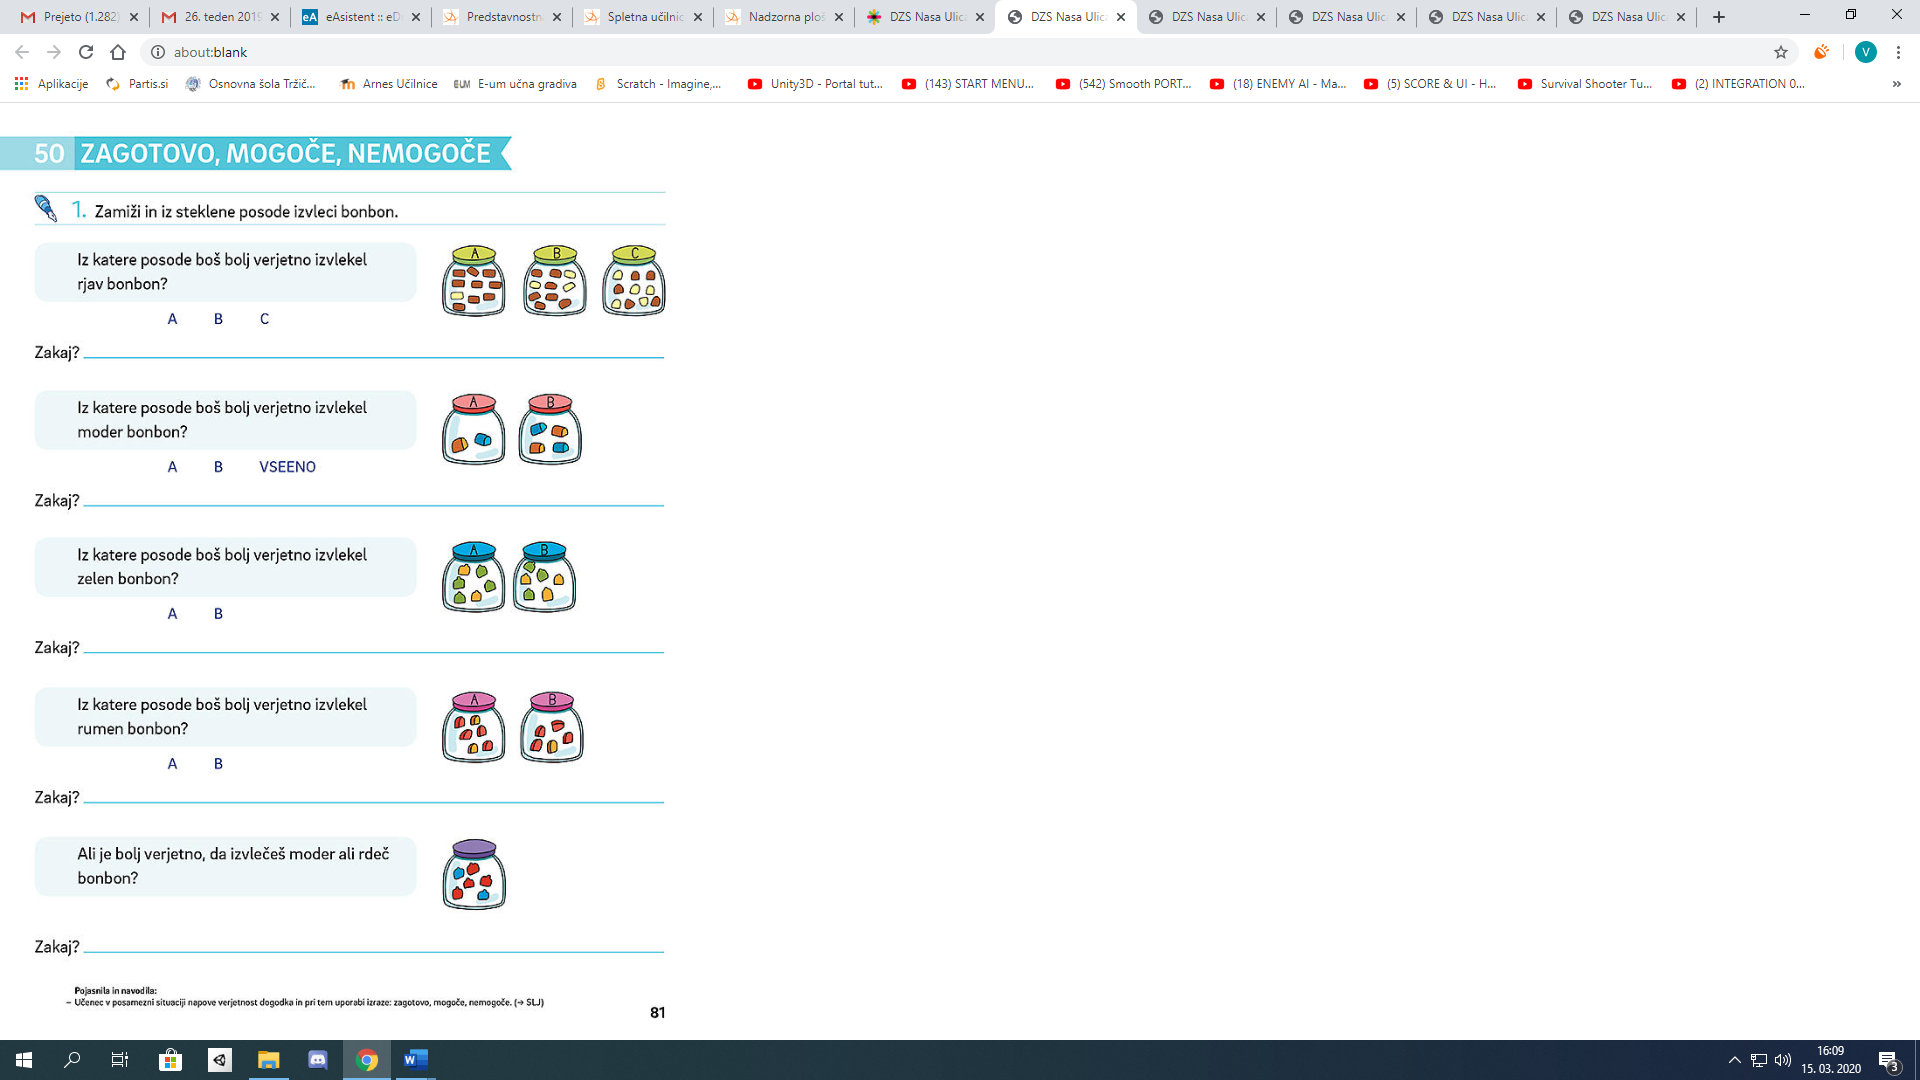 Prejeto (1.282)
26. teden 2019
eAsistent :: eD
Predstavnostn
Spletna učilnic
Nadzorna ploš
DZS Nasa Ulica
DZS Nasa Ulica
DZS Nasa Ulica
DZS Nasa Ulica
DZS Nasa Ulica
DZS Nasa Ulica
about:blank
Aplikacije
Partis.si
Osnovna šola Tržič...
Arnes Učilnice
E-um učna gradiva
Scratch - Imagine,...
Unity3D - Portal tut...
(143) START MENU...
(542) Smooth PORT...
(18) ENEMY AI - Ma...
(5) SCORE & UI - H...
Survival Shooter Tu...
(2) INTEGRATION 0...
50 ZAGOTOVO, MOGOČE, NEMOGOČE
1. Zamiži in iz steklene posode izvleci bonbon.
Iz katere posode boš bolj verjetno izvlekel
rjav bonbon?
A B C
A B C
Zakaj?
Iz katere posode boš bolj verjetno izvlekel
moder bonbon?
A B
A B VSEENO
Zakaj?
Iz katere posode boš bolj verjetno izvlekel
zelen bonbon?
A B
A B
Zakaj?
Iz katere posode boš bolj verjetno izvlekel
rumen bonbon?
A B
A B
Zakaj?
Ali je bolj verjetno, da izvlečeš moder ali rdeč
bonbon?
Zakaj?
Pojasnila in navodila:
– Učenec v posamezni situaciji napove verjetnost dogodka in pri tem uporabi izraze: zagotovo, mogoče, nemogoče. (→ SLJ)
81
16:09
15. 03. 2020
3